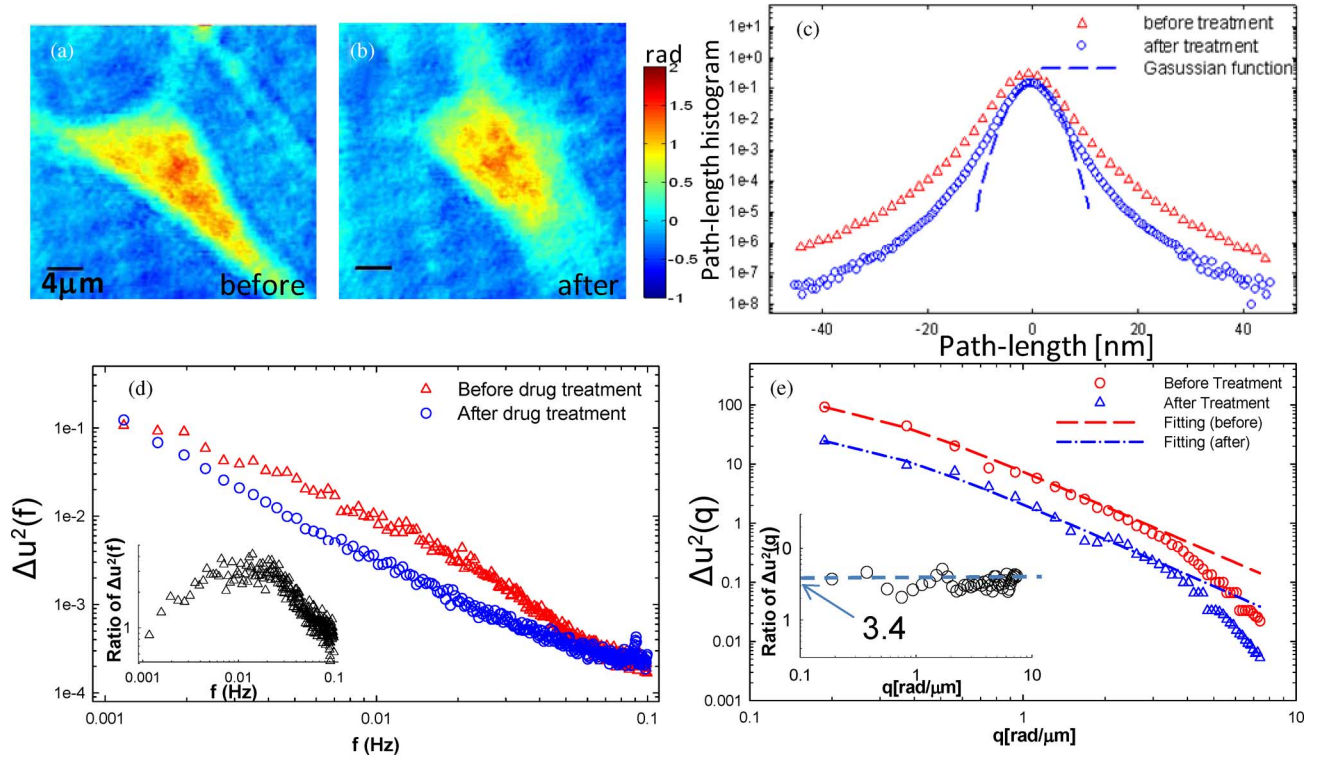 (a)
4μm
before
(b)
after
rad
2
1.5
1
0.5
0
-0.5
-1
(c)
before treatment
after treatment
Gasussian function
Path-length histogram
1e+1
1e+0
1e-1
1e-2
1e-3
1e-4
1e-5
1e-6
1e-7
1e-8
-40
-20
0
20
40
Path-length [nm]
(d)
Before drug treatment
After drug treatment
Δu²(f)
1e-1
1e-2
1e-3
1e-4
0.001
0.01
0.1
f (Hz)
Ratio of Δu²(f)
1
0.001
0.01
0.1
f (Hz)
(e)
Before Treatment
After Treatment
Fitting (before)
Fitting (after)
Δu²(q)
100
10
1
0.1
0.01
0.001
0.1
1
10
q[rad/μm]
Ratio of Δu²(q)
10
1
3.4
0.1
1
10
q[rad/μm]